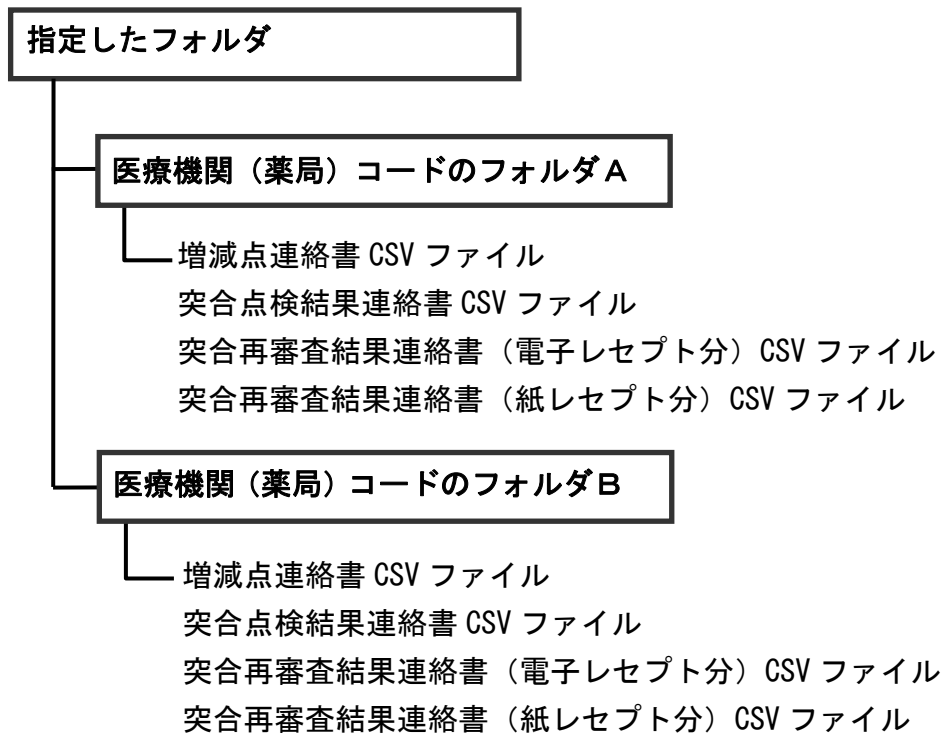 指定したフォルダ
医療機関（薬局）コードのフォルダＡ
増減点連絡書 CSV ファイル
突合点検結果連絡書 CSV ファイル
突合再審査結果連絡書（電子レセプト分）CSV ファイル
突合再審査結果連絡書（紙レセプト分）CSV ファイル
医療機関（薬局）コードのフォルダＢ
増減点連絡書 CSV ファイル
突合点検結果連絡書 CSV ファイル
突合再審査結果連絡書（電子レセプト分）CSV ファイル
突合再審査結果連絡書（紙レセプト分）CSV ファイル